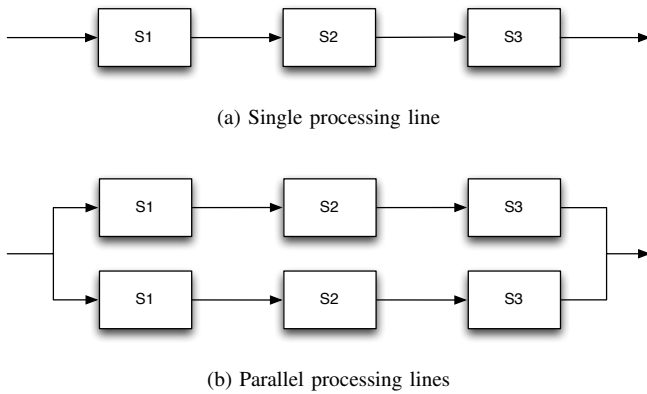 S1 S2 S3
(a) Single processing line
S1 S2 S3
S1 S2 S3
(b) Parallel processing lines